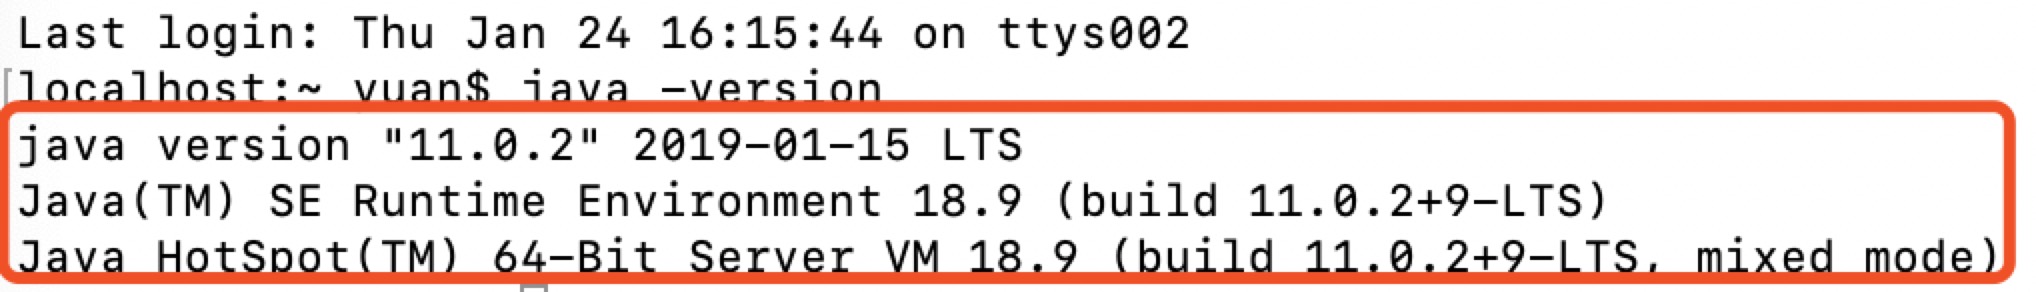 Last login: Thu Jan 24 16:15:44 on ttys002
localhost:~ yuan$ java -version
java version "11.0.2" 2019-01-15 LTS
Java(TM) SE Runtime Environment 18.9 (build 11.0.2+9-LTS)
Java HotSpot(TM) 64-Bit Server VM 18.9 (build 11.0.2+9-LTS, mixed mode)